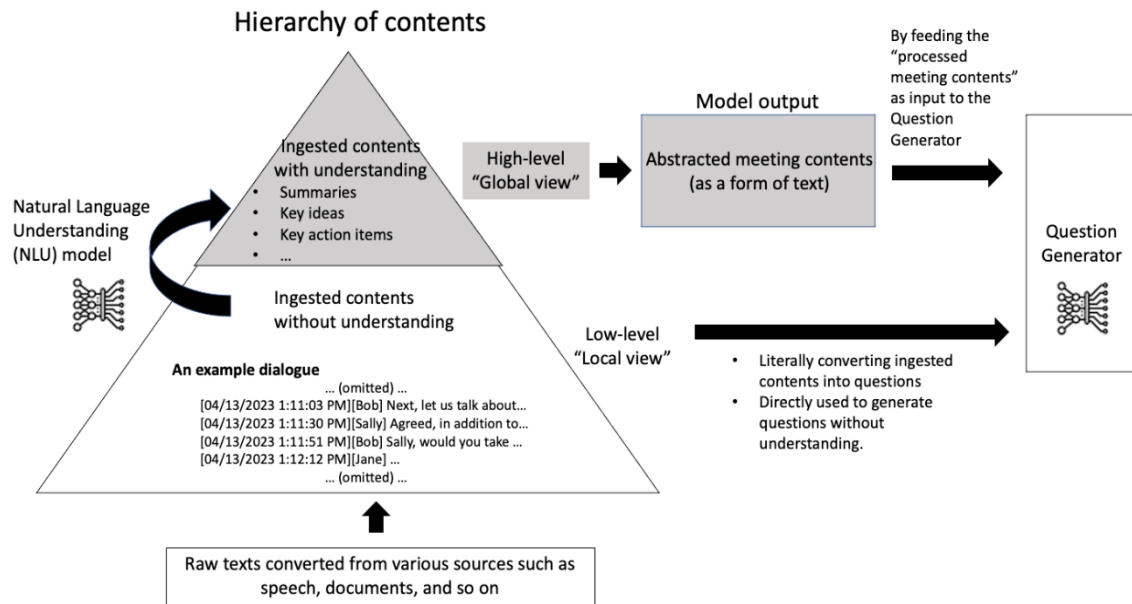 Hierarchy of contents
Ingested contents
with understanding
• Summaries
• Key ideas
• Key action items
• ...
Natural Language
Understanding
(NLU) model
Ingested contents
without understanding
An example dialogue
... (omitted) ...
[04/13/2023 1:11:03 PM][Bob] Next, let us talk about...
[04/13/2023 1:11:30 PM][Sally] Agreed, in addition to...
[04/13/2023 1:11:51 PM][Bob] Sally, would you take ...
[04/13/2023 1:12:12 PM][Jane] ...
... (omitted) ...
Raw texts converted from various sources such as
speech, documents, and so on
High-level
“Global view”
Model output
Abstracted meeting contents
(as a form of text)
By feeding the
“processed
meeting contents”
as input to the
Question
Generator
Low-level
“Local view”
• Literally converting ingested
contents into questions
• Directly used to generate
questions without
understanding.
Question
Generator